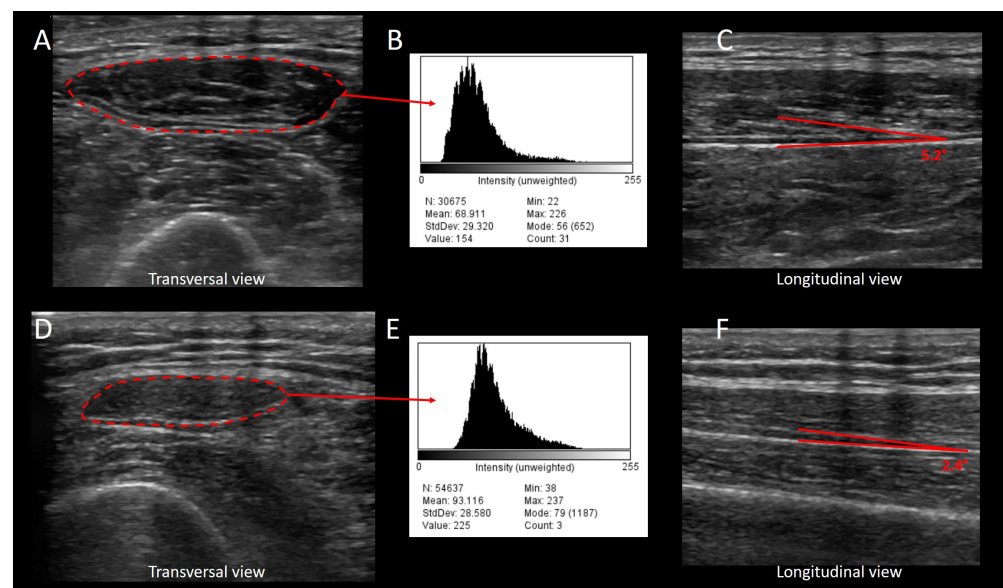 A
B
C
0
Intensity (unweighted)
255
N: 30675
Min: 22
Mean: 68.911
Max: 226
StdDev: 29.320
Mode: 56 (652)
Value: 154
Count: 31
5.2°
Transversal view
Longitudinal view
D
E
F
0
Intensity (unweighted)
255
N: 54637
Min: 38
Mean: 93.116
Max: 237
StdDev: 28.580
Mode: 79 (1187)
Value: 225
Count: 3
2.4°
Transversal view
Longitudinal view